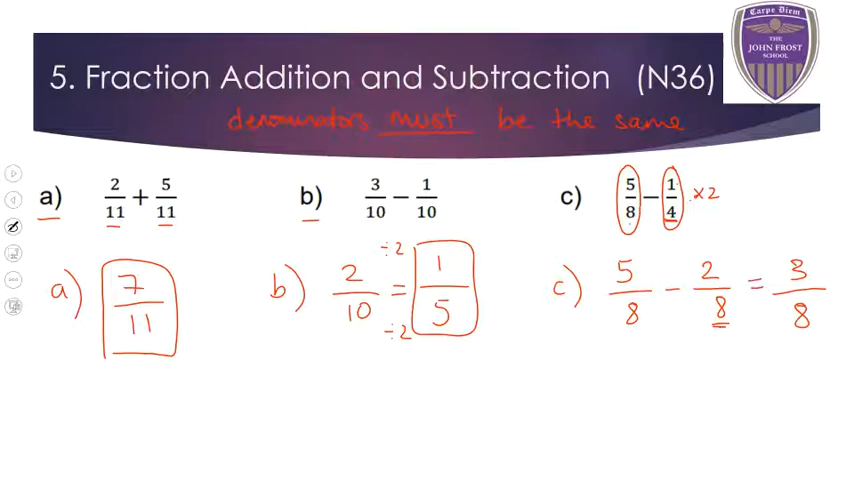 Carpe Diem
THE
JOHN FROST
SCHOOL
5. Fraction Addition and Subtraction (N36)
denominators must be the same
a) 2/11 + 5/11
b) 3/10 − 1/10
c) 5/8 − 1/4 ×2
a) 7/11
b) 2/10 = 1/5
÷2
÷2
c) 5/8 − 2/8 = 3/8